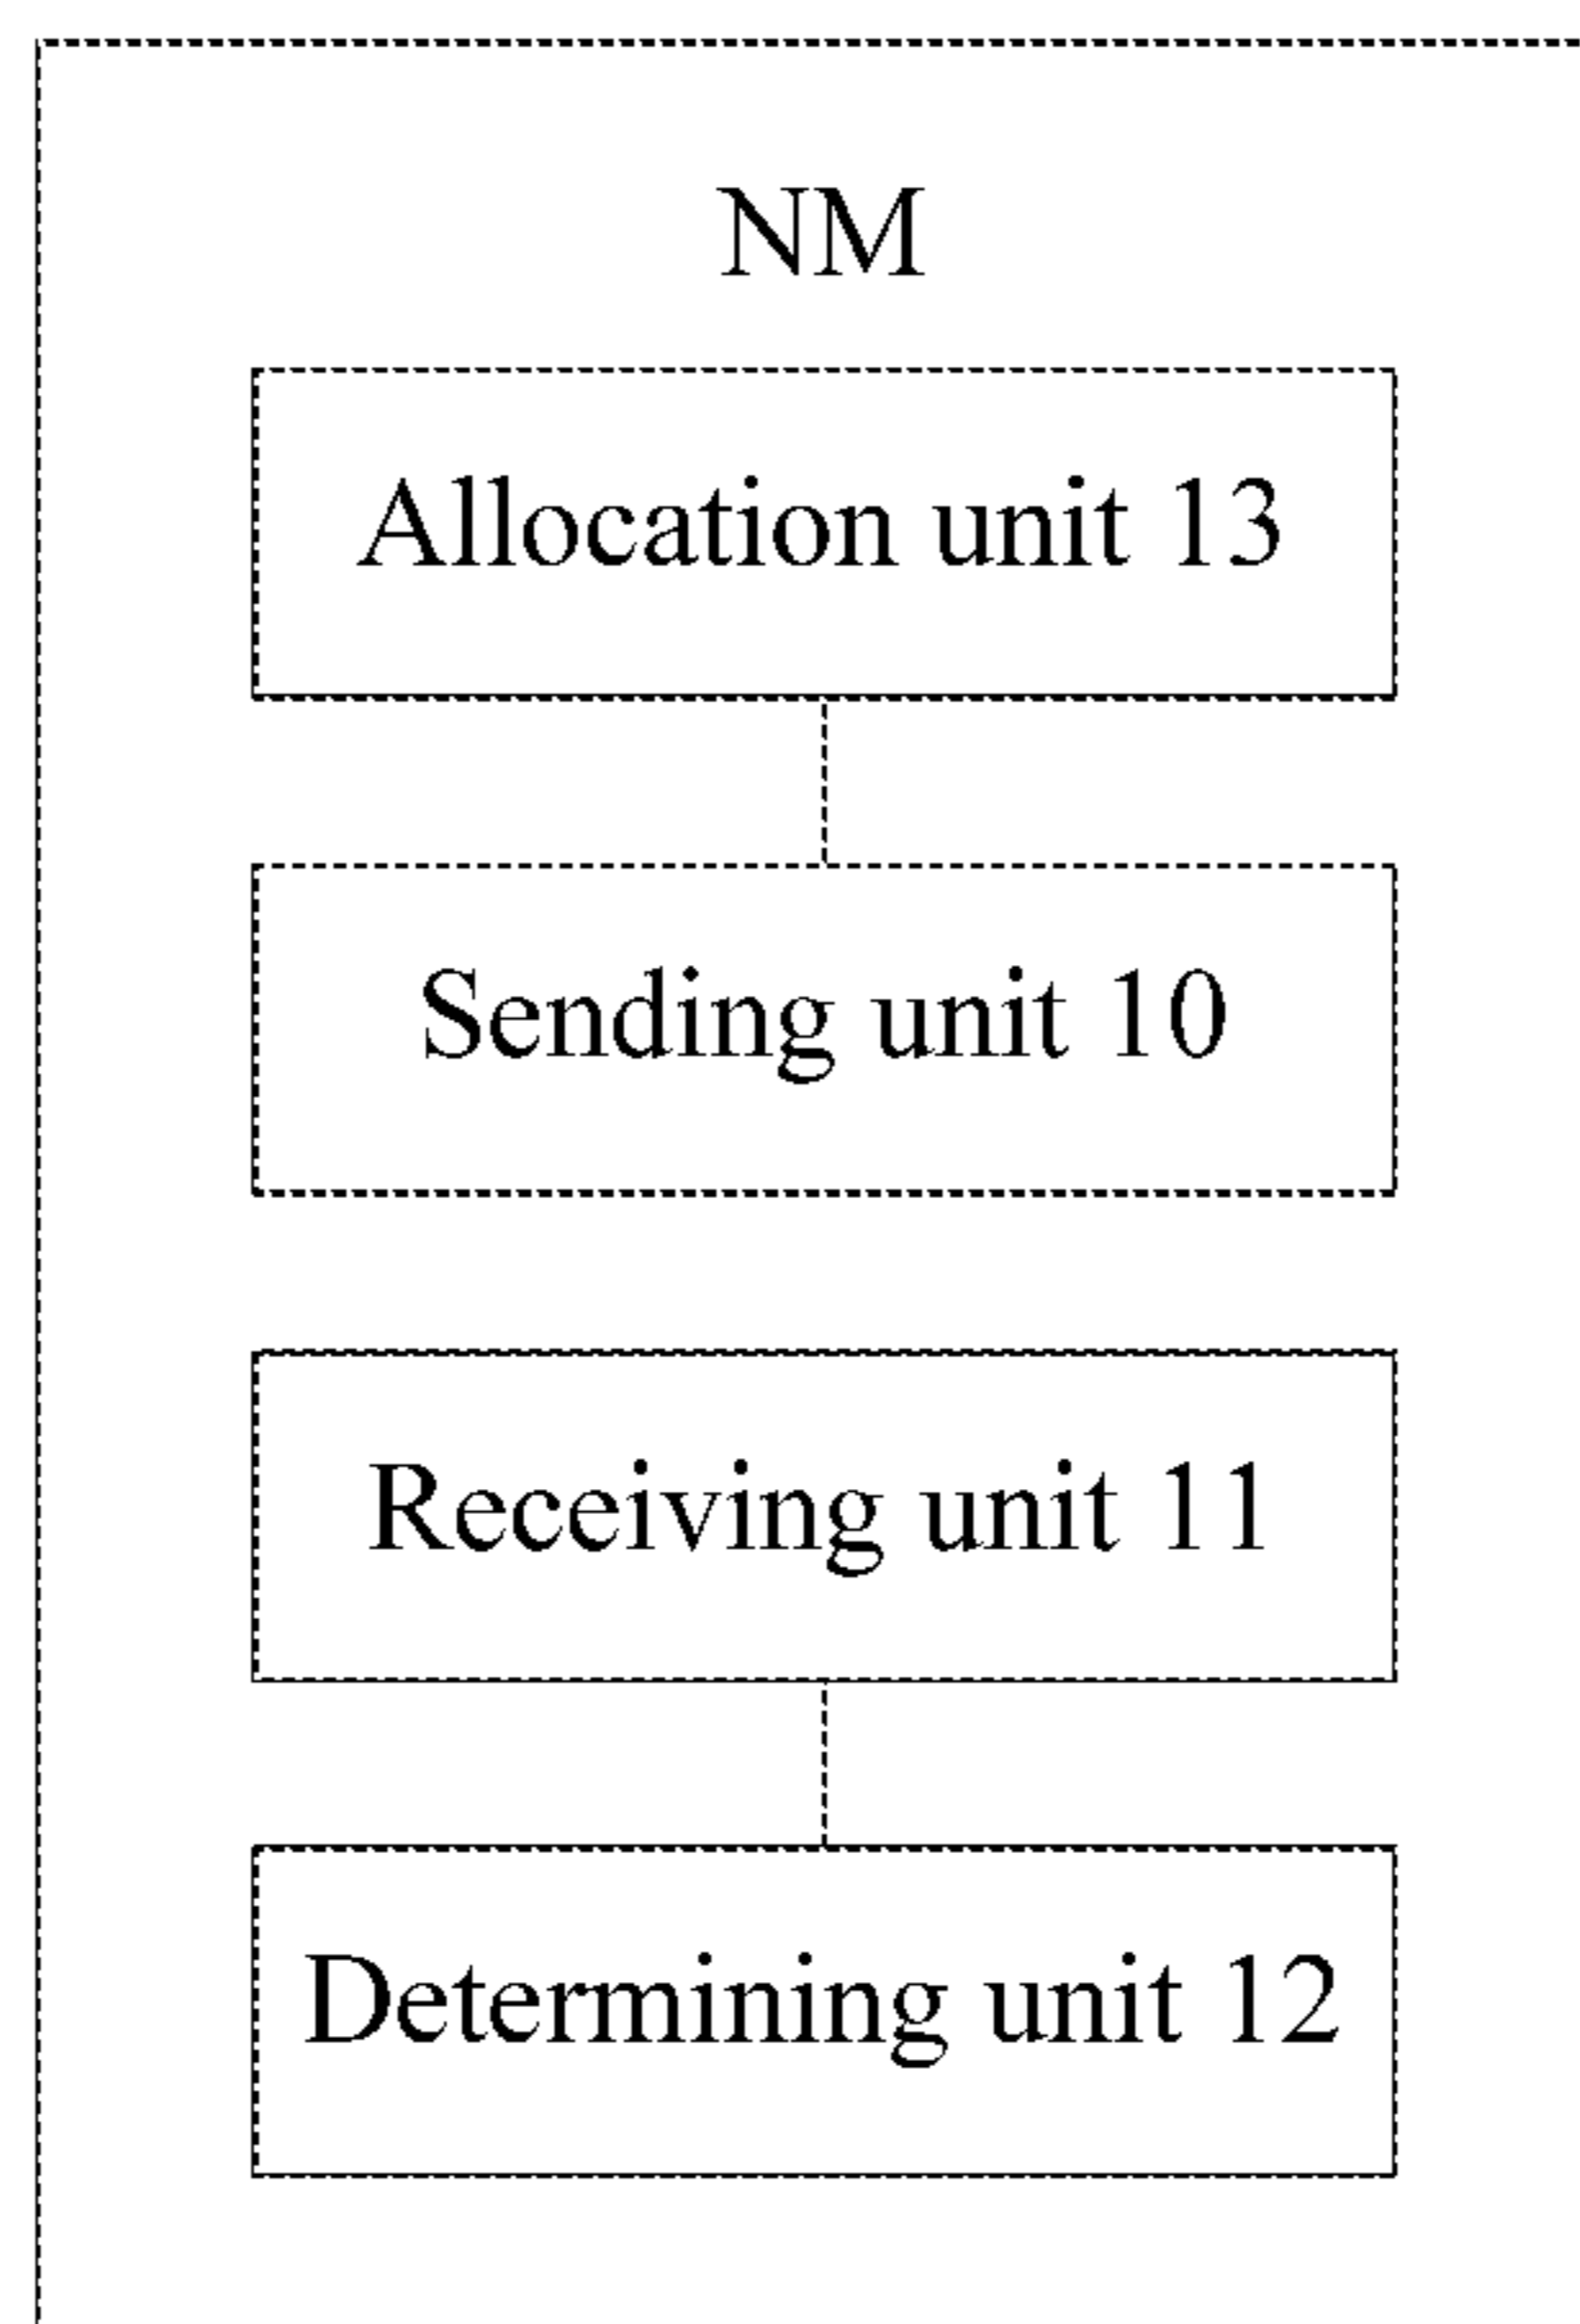 NM
Allocation unit 13
Sending unit 10
Receiving unit 11
Determining unit 12